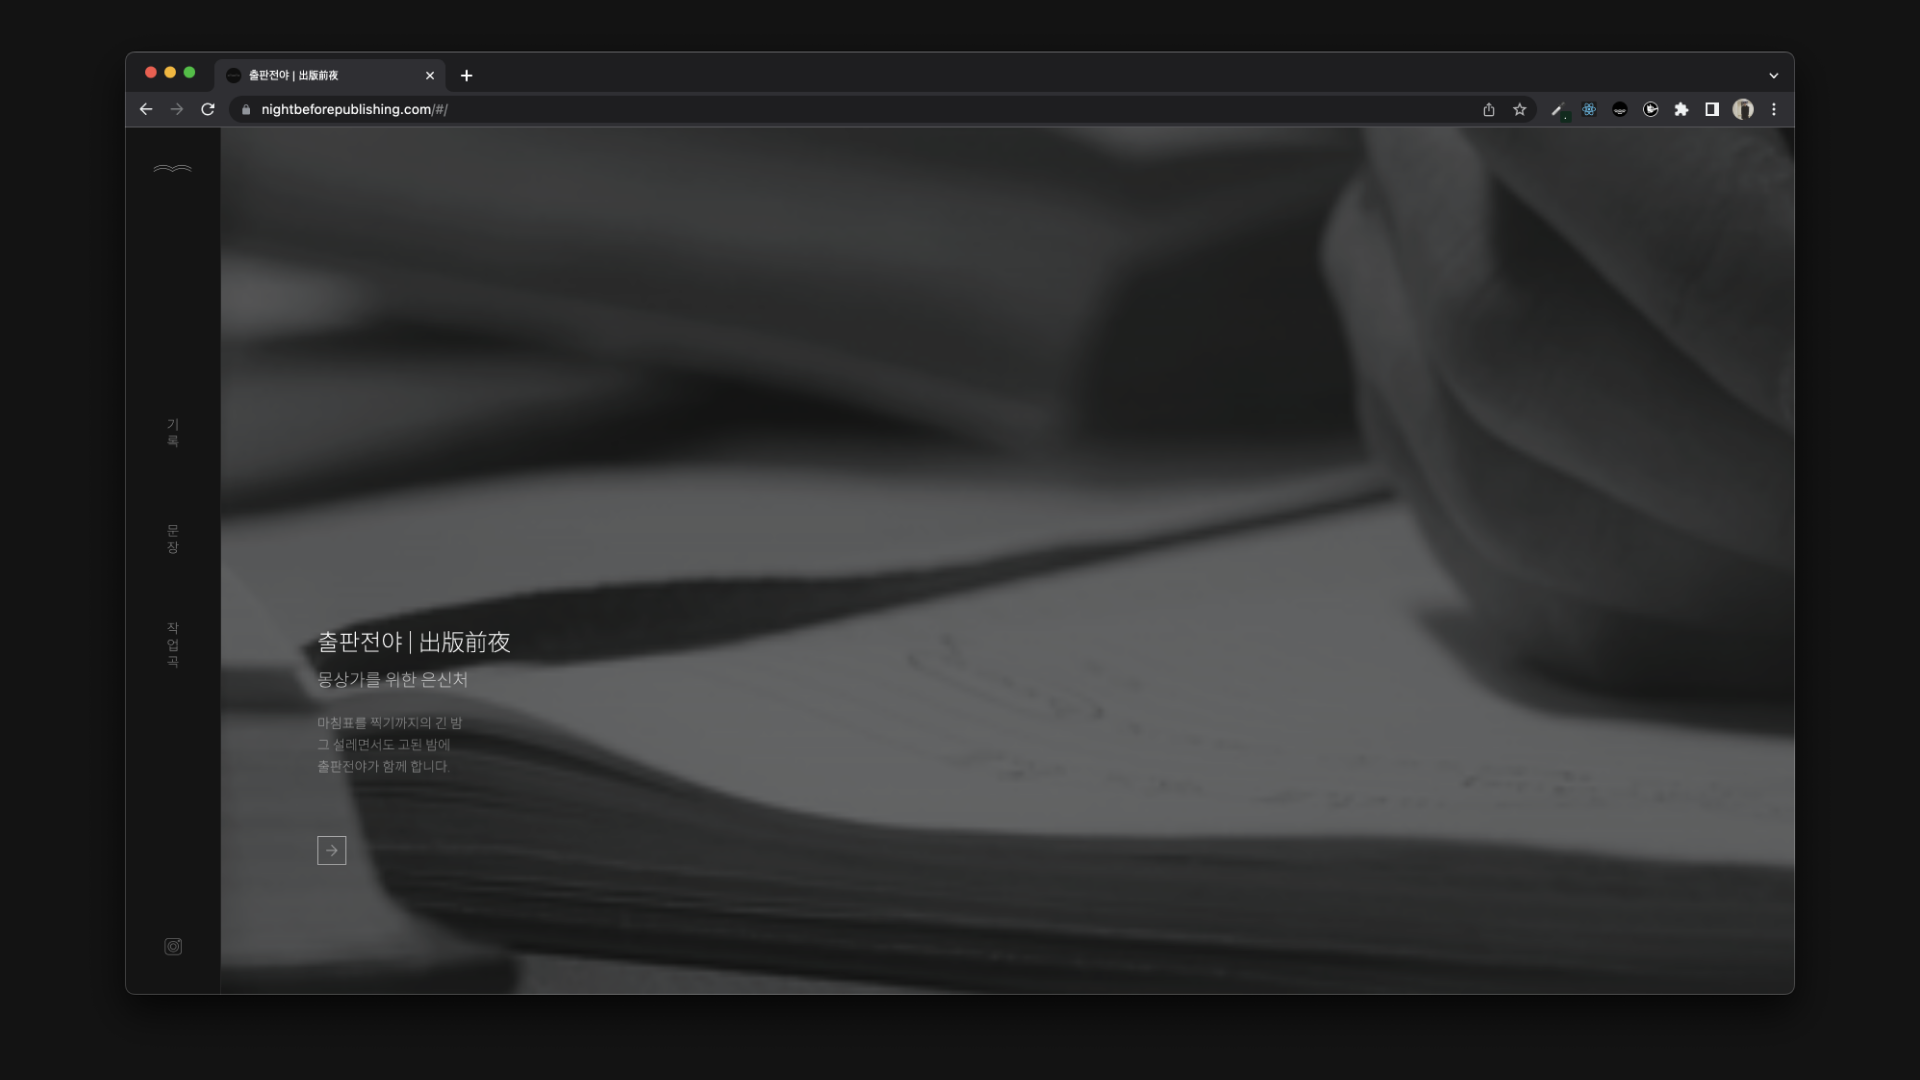 출판전야 | 出版前夜
nightbeforepublishing.com/#/
기록
문장
작업곡
출판전야 | 出版前夜
몽상가를 위한 은신처
마침표를 찍기까지의 긴 밤
그 설레면서도 고된 밤에
출판전야가 함께 합니다.